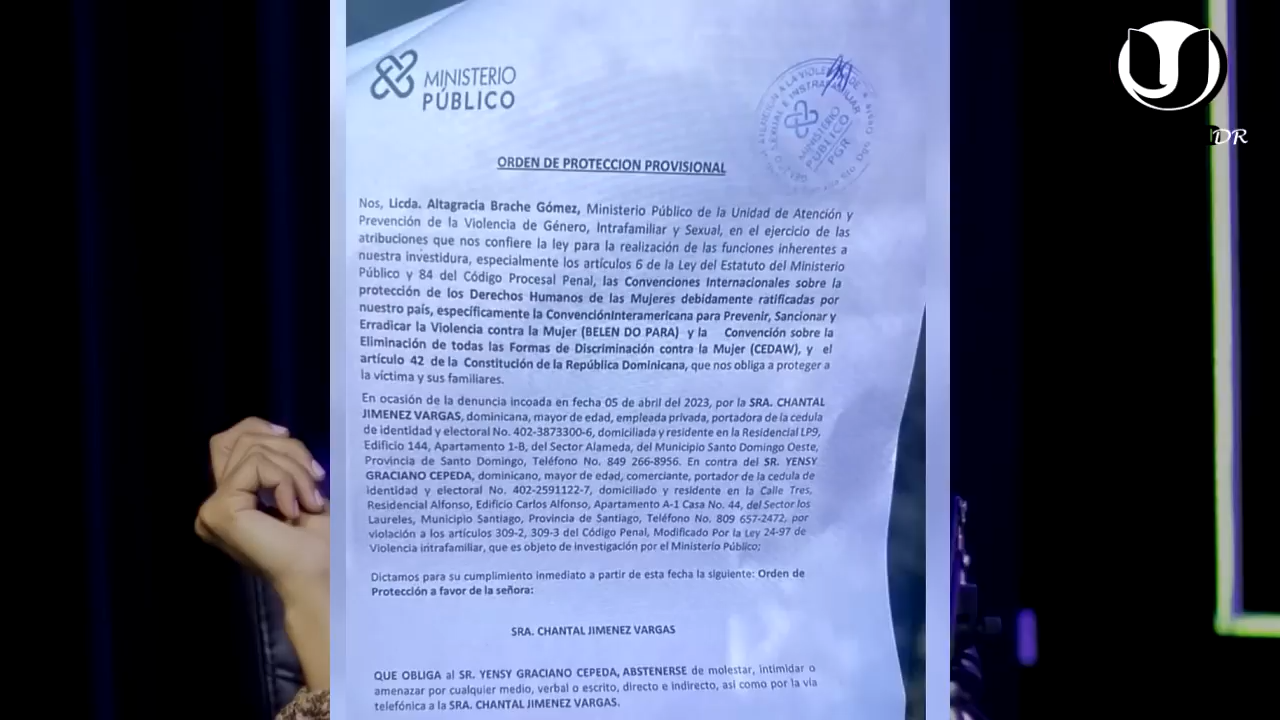 MINISTERIO
PÚBLICO
DR
ORDEN DE PROTECCION PROVISIONAL
Nos, Licda. Altagracia Brache Gómez, Ministerio Público de la Unidad de Atención y
Prevención de la Violencia de Género, Intrafamiliar y Sexual, en el ejercicio de las
atribuciones que nos confiere la ley para la realización de las funciones inherentes a
nuestra investidura, especialmente los artículos 6 de la Ley del Estatuto del Ministerio
Público y 84 del Código Procesal Penal, las Convenciones Internacionales sobre la
protección de los Derechos Humanos de las Mujeres debidamente ratificadas por
nuestro país, específicamente la ConvenciónInteramericana para Prevenir, Sancionar y
Erradicar la Violencia contra la Mujer (BELEN DO PARA) y la Convención sobre la
Eliminación de todas las Formas de Discriminación contra la Mujer (CEDAW), y el
artículo 42 de la Constitución de la República Dominicana, que nos obliga a proteger a
la víctima y sus familiares.
En ocasión de la denuncia incoada en fecha 05 de abril del 2023, por la SRA. CHANTAL
JIMENEZ VARGAS, dominicana, mayor de edad, empleada privada, portadora de la cedula
de identidad y electoral No. 402-3873300-6, domiciliada y residente en la Residencial LP9,
Edificio 144, Apartamento 1-B, del Sector Alameda, del Municipio Santo Domingo Oeste,
Provincia de Santo Domingo, Teléfono No. 849 266-8956. En contra del SR. YENSY
GRACIANO CEPEDA, dominicano, mayor de edad, comerciante, portador de la cedula de
identidad y electoral No. 402-2591122-7, domiciliado y residente en la Calle Tres,
Residencial Alfonso, Edificio Carlos Alfonso, Apartamento A-1 Casa No. 44, del Sector los
Laureles, Municipio Santiago, Provincia de Santiago, Teléfono No. 809 657-2472, por
violación a los artículos 309-2, 309-3 del Código Penal, Modificado Por la Ley 24-97 de
Violencia intrafamiliar, que es objeto de investigación por el Ministerio Público;
Dictamos para su cumplimiento inmediato a partir de esta fecha la siguiente: Orden de
Protección a favor de la señora:
SRA. CHANTAL JIMENEZ VARGAS
QUE OBLIGA al SR. YENSY GRACIANO CEPEDA, ABSTENERSE de molestar, intimidar o
amenazar por cualquier medio, verbal o escrito, directo e indirecto, así como por la vía
telefónica a la SRA. CHANTAL JIMENEZ VARGAS.